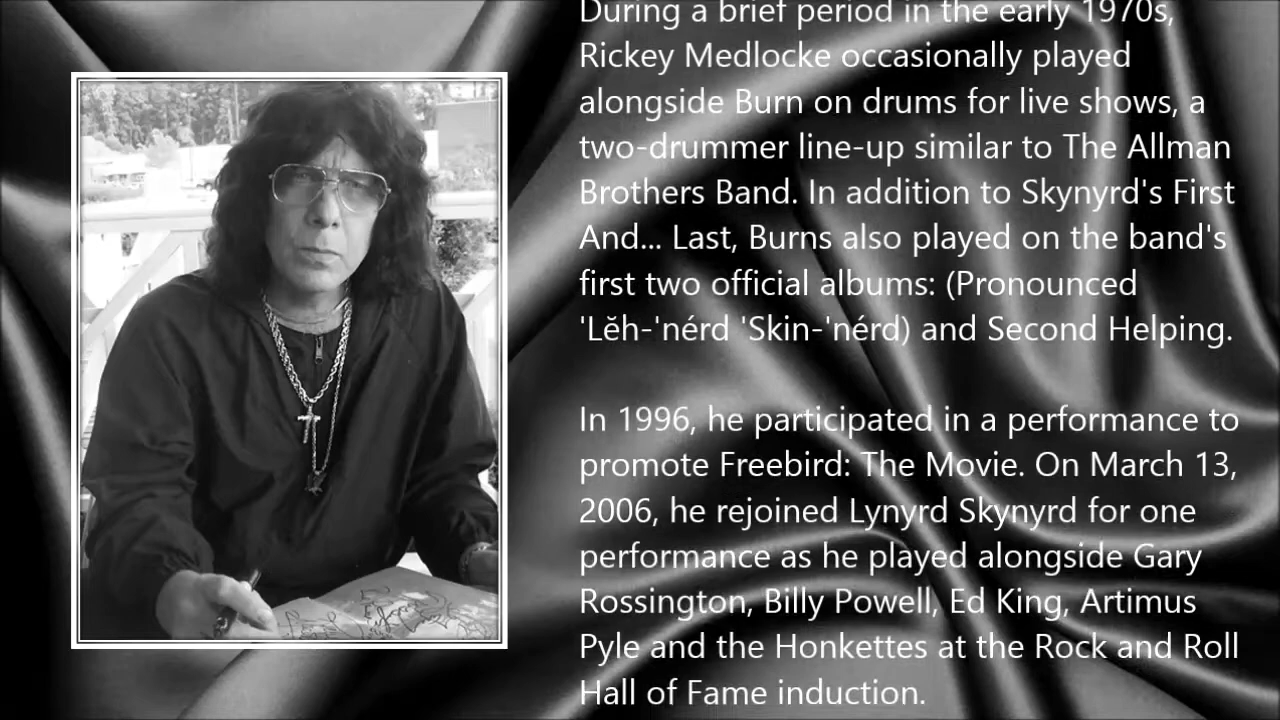 During a brief period in the early 1970s,
Rickey Medlocke occasionally played
alongside Burn on drums for live shows, a
two-drummer line-up similar to The Allman
Brothers Band. In addition to Skynyrd's First
And... Last, Burns also played on the band's
first two official albums: (Pronounced
'Lĕh-'nérd 'Skin-'nérd) and Second Helping.
In 1996, he participated in a performance to
promote Freebird: The Movie. On March 13,
2006, he rejoined Lynyrd Skynyrd for one
performance as he played alongside Gary
Rossington, Billy Powell, Ed King, Artimus
Pyle and the Honkettes at the Rock and Roll
Hall of Fame induction.